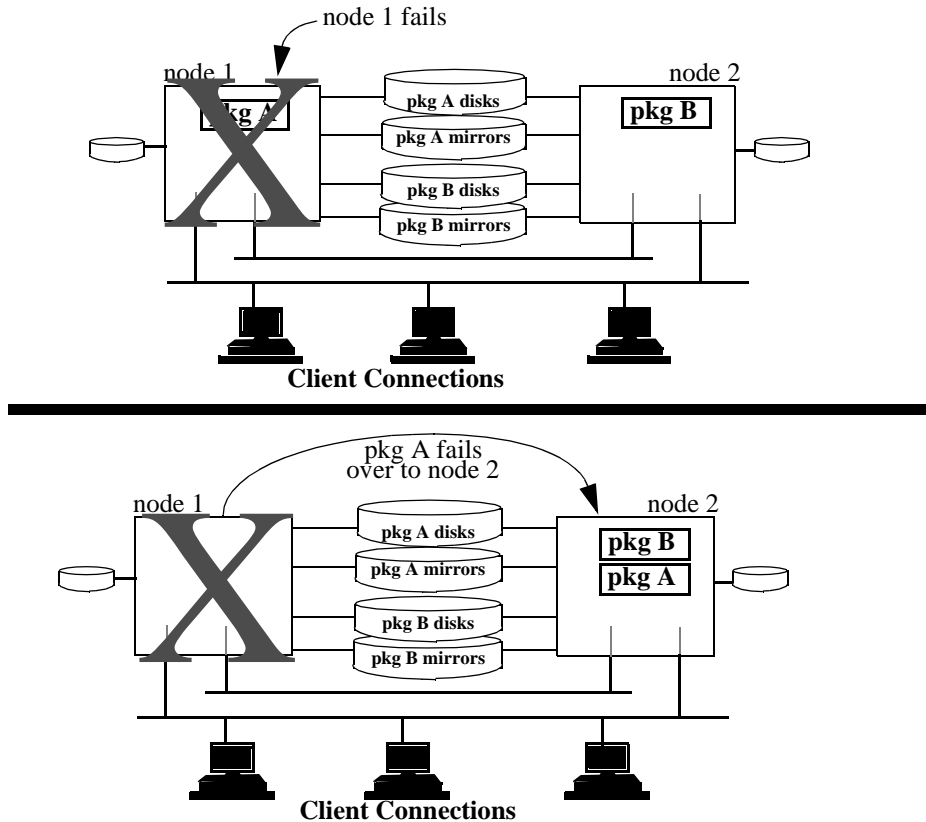 node 1 fails
node 1
node 2
pkg A
pkg B
pkg A disks
pkg A mirrors
pkg B disks
pkg B mirrors
Client Connections
pkg A fails
over to node 2
node 1
node 2
pkg A disks
pkg A mirrors
pkg B disks
pkg B mirrors
pkg B
pkg A
Client Connections